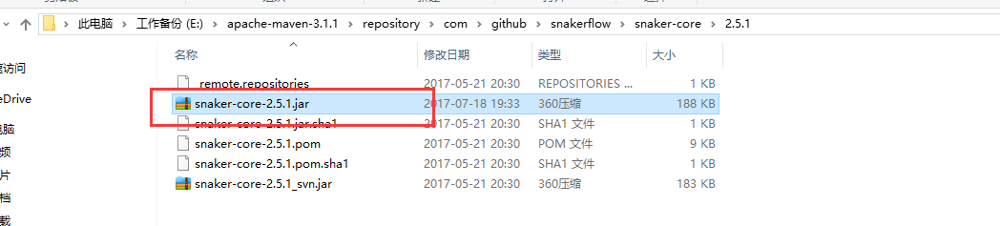 此电脑 › 工作备份 (E:) › apache-maven-3.1.1 › repository › com › github › snakerflow › snaker-core › 2.5.1
名称 修改日期 类型 大小
_remote.repositories 2017-05-21 20:30 REPOSITORIES ... 1 KB
snaker-core-2.5.1.jar 2017-07-18 19:33 360压缩 188 KB
snaker-core-2.5.1.jar.sha1 2017-05-21 20:30 SHA1 文件 1 KB
snaker-core-2.5.1.pom 2017-05-21 20:30 POM 文件 9 KB
snaker-core-2.5.1.pom.sha1 2017-05-21 20:30 SHA1 文件 1 KB
snaker-core-2.5.1_svn.jar 2017-05-21 20:30 360压缩 183 KB
速访问
eDrive
电脑
频
片
档
载